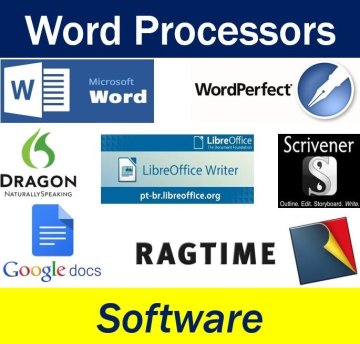 Word Processors
W
Microsoft
Word
WordPerfect®
DRAGON
NATURALLYSPEAKING
LibreOffice
The Document Foundation
LibreOffice Writer
pt-br.libreoffice.org
Scrivener
S
Outline. Edit. Storyboard. Write.
Google docs
RAGTIME
Software